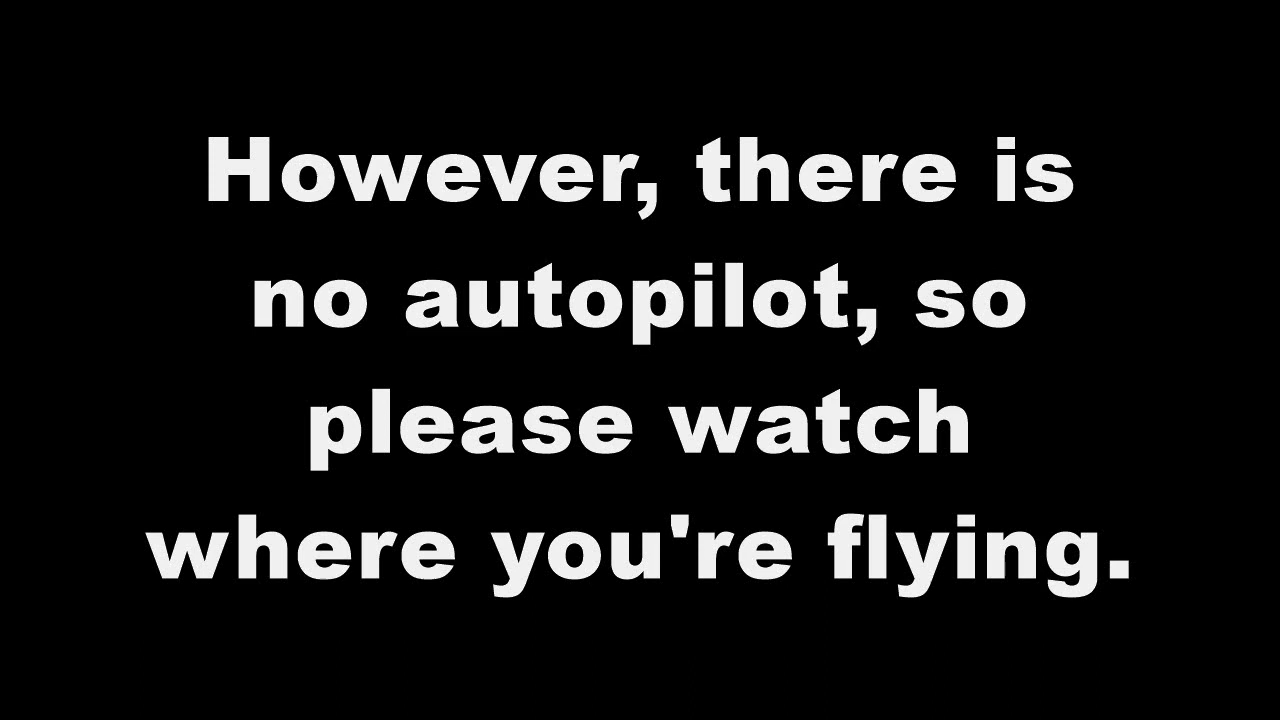 However, there is
no autopilot, so
please watch
where you're flying.